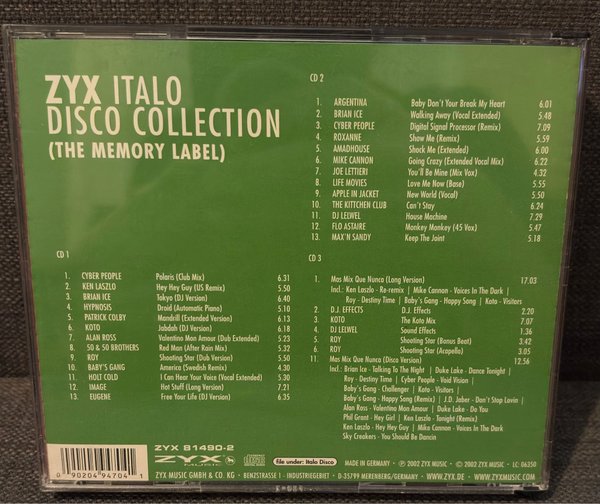 ZYX ITALO
DISCO COLLECTION
(THE MEMORY LABEL)
CD 1
1. CYBER PEOPLE Polaris (Club Mix) 6.31
2. KEN LASZLO Hey Hey Guy (US Remix) 5.50
3. BRIAN ICE Tokyo (DJ Version) 6.40
4. HYPNOSIS Droid (Automatic Piano) 5.10
5. PATRICK COLBY Mandrill (Extended Version) 6.13
6. KOTO Jabdah (DJ Version) 6.18
7. ALAN ROSS Valentino Mon Amour (Dub Extended) 5.23
8. 50 & 50 BROTHERS Red Man (After Rain Mix) 5.33
9. ROY Shooting Star (Dub Version) 5.60
10. BABY'S GANG America (Swedish Remix) 4.30
11. HOLT COLD I Can Hear Your Voice (Vocal Extended) 5.30
12. IMAGE Hot Stuff (Long Version) 7.21
13. EUGENE Free Your Life (DJ Version) 6.35
CD 2
1. ARGENTINA Baby Don't Your Break My Heart 6.01
2. BRIAN ICE Walking Away (Vocal Extended) 5.48
3. CYBER PEOPLE Digital Signal Processor (Remix) 7.09
4. ROXANNE Show Me (Remix) 5.59
5. AMADHOUSE Shock Me (Extended) 6.00
6. MIKE CANNON Going Crazy (Extended Vocal Mix) 6.22
7. JOE LETTIERI You'll Be Mine (Mix Vox) 4.32
8. LIFE MOVIES Love Me Now (Base) 5.55
9. APPLE IN JACKET New World (Vocal) 5.50
10. THE KITTCHEN CLUB Can't Stay 6.24
11. DJ LELWEL House Machine 7.29
12. FLO ASTAIRE Monkey Monkey (45 Vox) 3.47
13. MAX'N SANDY Keep The Joint 5.18
CD 3
1. Mas Mix Que Nunca (Long Version) 17.03
Incl.: Ken Laszlo - Re-remix | Mike Cannon - Voices In The Dark |
Roy - Destiny Time | Baby's Gang - Happy Song | Koto - Visitors
2. D.J. EFFECTS D.J. Effects 6.00
3. KOTO The Koto Mix 7.07
4. DJ LELWEL Sound Effects 1.36
5. ROY Shooting Star (Bonus Beat) 3.43
6. ROY Shooting Star (Acapella) 3.05
11. Mas Mix Que Nunca (Disco Version) 12.56
Incl.: Brian Ice - Talking To The Night | Duke Lake - Dance Tonight |
Roy - Destiny Time | Cyber People - Void Vision |
Baby's Gang - Challenger | Koto - Visitors |
Baby's Gang - Happy Song (Remix) | J.D. Jaber - Don't Stop Lovin |
Alan Ross - Valentino Mon Amour | Duke Lake - Do You
Phil Grant - Hey Girl | Ken Laszlo - Tonight (Remix)
Ken Laszlo - Hey Hey Guy | Mike Cannon - Voices In The Dark
Sky Creakers - You Should Be Dancin
ZYX 81490-2
0 90204 94704 1
ZYX
MUSIC
COMPACT disc DIGITAL AUDIO
file under: Italo Disco
MADE IN GERMANY ℗ 2002 ZYX MUSIC © 2002 ZYX MUSIC LC 06350
ZYX MUSIC GMBH & CO. KG · BENZSTRASSE 1 - INDUSTRIEGEBIET · D-35799 MERENBERG/GERMANY · WWW.ZYX.DE · WWW.ZYXMUSIC.COM